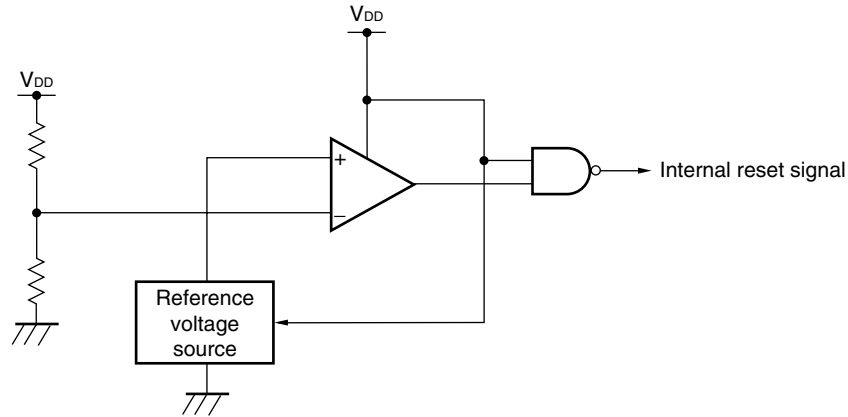 VDD
VDD
+
−
Internal reset signal
Reference
voltage
source